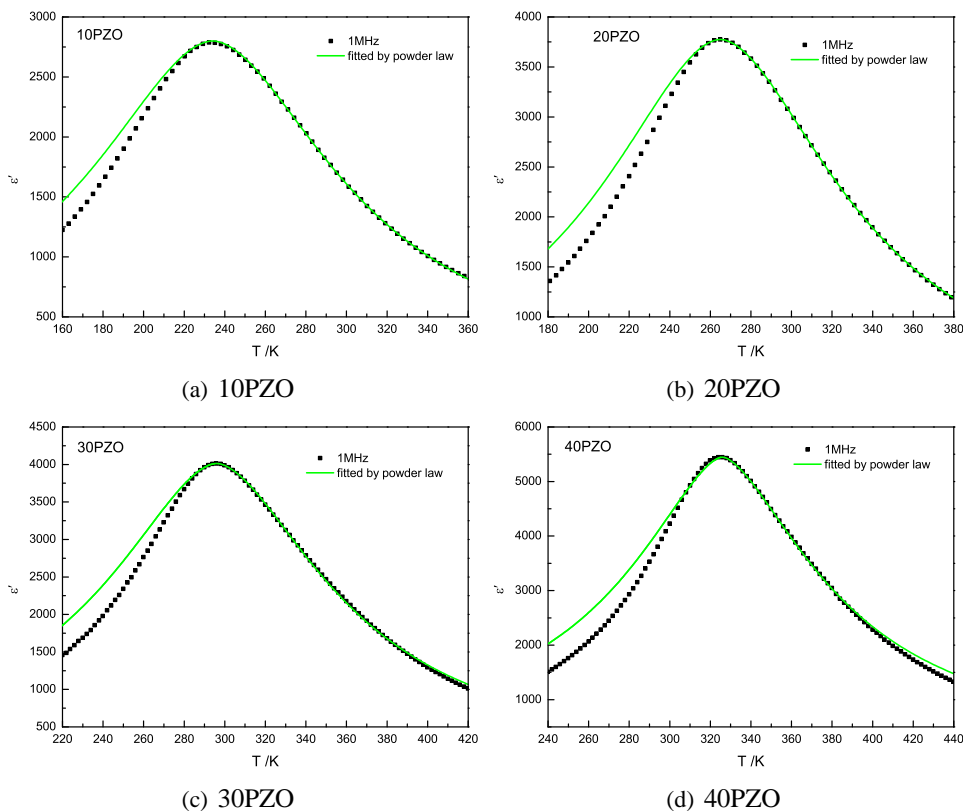 10PZO
1MHz
fitted by powder law
3000
2500
2000
1500
1000
500
ε'
160 180 200 220 240 260 280 300 320 340 360
T /K
(a) 10PZO
20PZO
1MHz
fitted by powder law
4000
3500
3000
2500
2000
1500
1000
ε'
180 200 220 240 260 280 300 320 340 360 380
T /K
(b) 20PZO
30PZO
1MHz
fitted by powder law
4500
4000
3500
3000
2500
2000
1500
1000
500
ε'
220 240 260 280 300 320 340 360 380 400 420
T /K
(c) 30PZO
40PZO
1MHz
fitted by powder law
6000
5000
4000
3000
2000
1000
0
ε'
240 260 280 300 320 340 360 380 400 420 440
T /K
(d) 40PZO